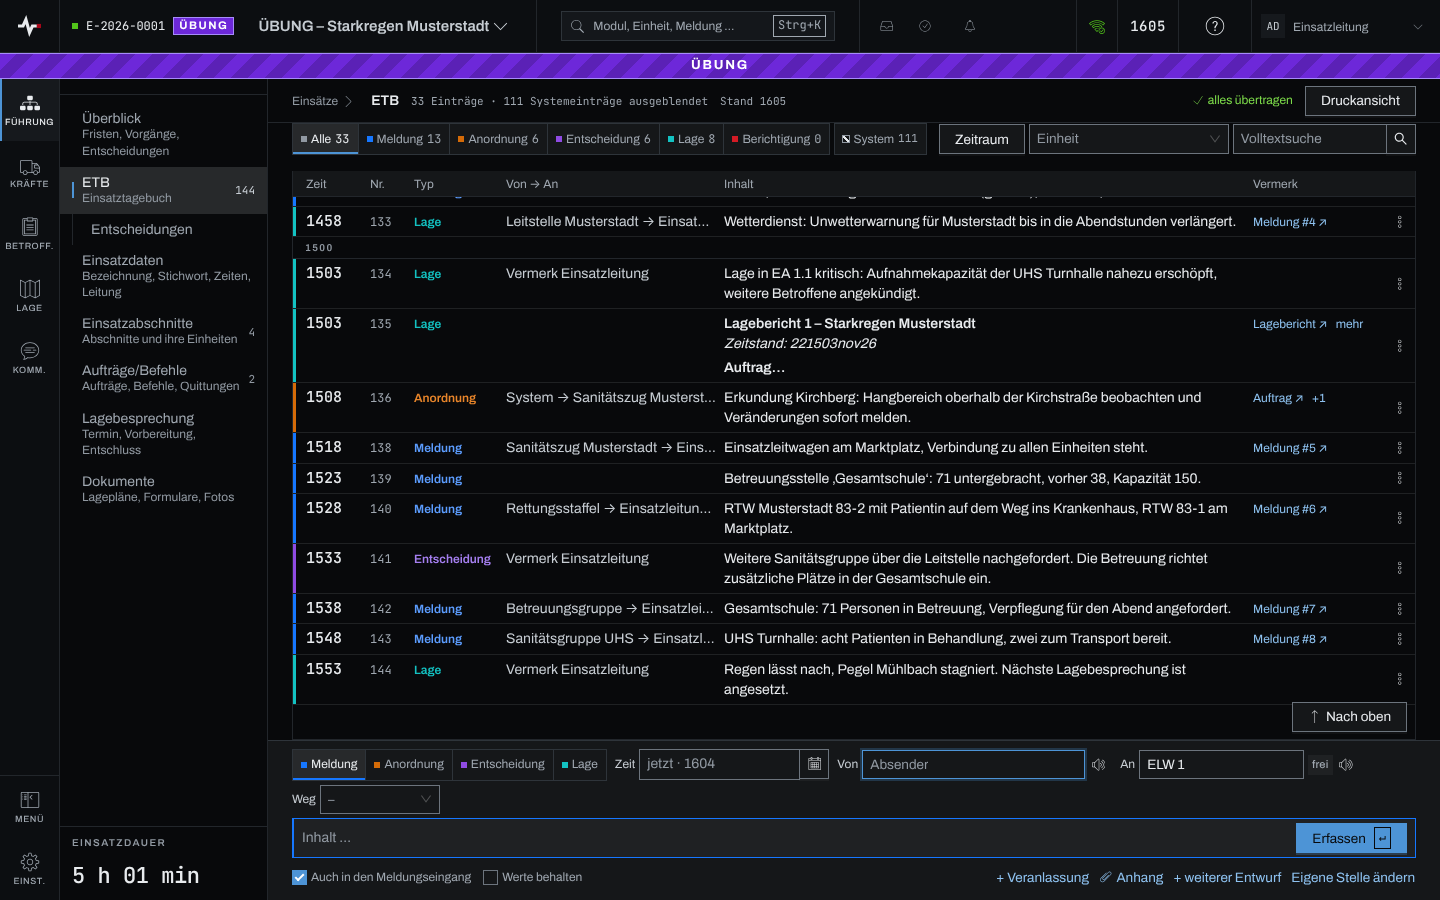 E-2026-0001 ÜBUNG ÜBUNG – Starkregen Musterstadt Modul, Einheit, Meldung ... Strg+K 1605 ? AD Einsatzleitung
ÜBUNG
FÜHRUNG
KRÄFTE
BETROFF.
LAGE
KOMM.
MENÜ
EINST.
Überblick
Fristen, Vorgänge,
Entscheidungen
ETB
Einsatztagebuch
144
Entscheidungen
Einsatzdaten
Bezeichnung, Stichwort, Zeiten,
Leitung
Einsatzabschnitte
Abschnitte und ihre Einheiten
4
Aufträge/Befehle
Aufträge, Befehle, Quittungen
2
Lagebesprechung
Termin, Vorbereitung,
Entschluss
Dokumente
Lagepläne, Formulare, Fotos
EINSATZDAUER
5 h 01 min
Einsätze ETB 33 Einträge · 111 Systemeinträge ausgeblendet Stand 1605 alles übertragen Druckansicht
Alle 33 Meldung 13 Anordnung 6 Entscheidung 6 Lage 8 Berichtigung 0 System 111 Zeitraum Einheit Volltextsuche
Zeit Nr. Typ Von → An Inhalt Vermerk
1458 133 Lage Leitstelle Musterstadt → Einsat... Wetterdienst: Unwetterwarnung für Musterstadt bis in die Abendstunden verlängert. Meldung #4 ↗
1500
1503 134 Lage Vermerk Einsatzleitung Lage in EA 1.1 kritisch: Aufnahmekapazität der UHS Turnhalle nahezu erschöpft,
weitere Betroffene angekündigt.
1503 135 Lage Lagebericht 1 – Starkregen Musterstadt Lagebericht ↗ mehr
Zeitstand: 221503nov26
Auftrag...
1508 136 Anordnung System → Sanitätszug Musterst... Erkundung Kirchberg: Hangbereich oberhalb der Kirchstraße beobachten und Auftrag ↗ +1
Veränderungen sofort melden.
1518 138 Meldung Sanitätszug Musterstadt → Eins... Einsatzleitwagen am Marktplatz, Verbindung zu allen Einheiten steht. Meldung #5 ↗
1523 139 Meldung Betreuungsstelle ‚Gesamtschule‘: 71 untergebracht, vorher 38, Kapazität 150.
1528 140 Meldung Rettungsstaffel → Einsatzleitun... RTW Musterstadt 83-2 mit Patientin auf dem Weg ins Krankenhaus, RTW 83-1 am Meldung #6 ↗
Marktplatz.
1533 141 Entscheidung Vermerk Einsatzleitung Weitere Sanitätsgruppe über die Leitstelle nachgefordert. Die Betreuung richtet
zusätzliche Plätze in der Gesamtschule ein.
1538 142 Meldung Betreuungsgruppe → Einsatzlei... Gesamtschule: 71 Personen in Betreuung, Verpflegung für den Abend angefordert. Meldung #7 ↗
1548 143 Meldung Sanitätsgruppe UHS → Einsatzl... UHS Turnhalle: acht Patienten in Behandlung, zwei zum Transport bereit. Meldung #8 ↗
1553 144 Lage Vermerk Einsatzleitung Regen lässt nach, Pegel Mühlbach stagniert. Nächste Lagebesprechung ist
angesetzt.
↑ Nach oben
Meldung Anordnung Entscheidung Lage Zeit jetzt · 1604 Von Absender An ELW 1 frei
Weg –
Inhalt ... Erfassen ↵
Auch in den Meldungseingang Werte behalten + Veranlassung Anhang + weiterer Entwurf Eigene Stelle ändern